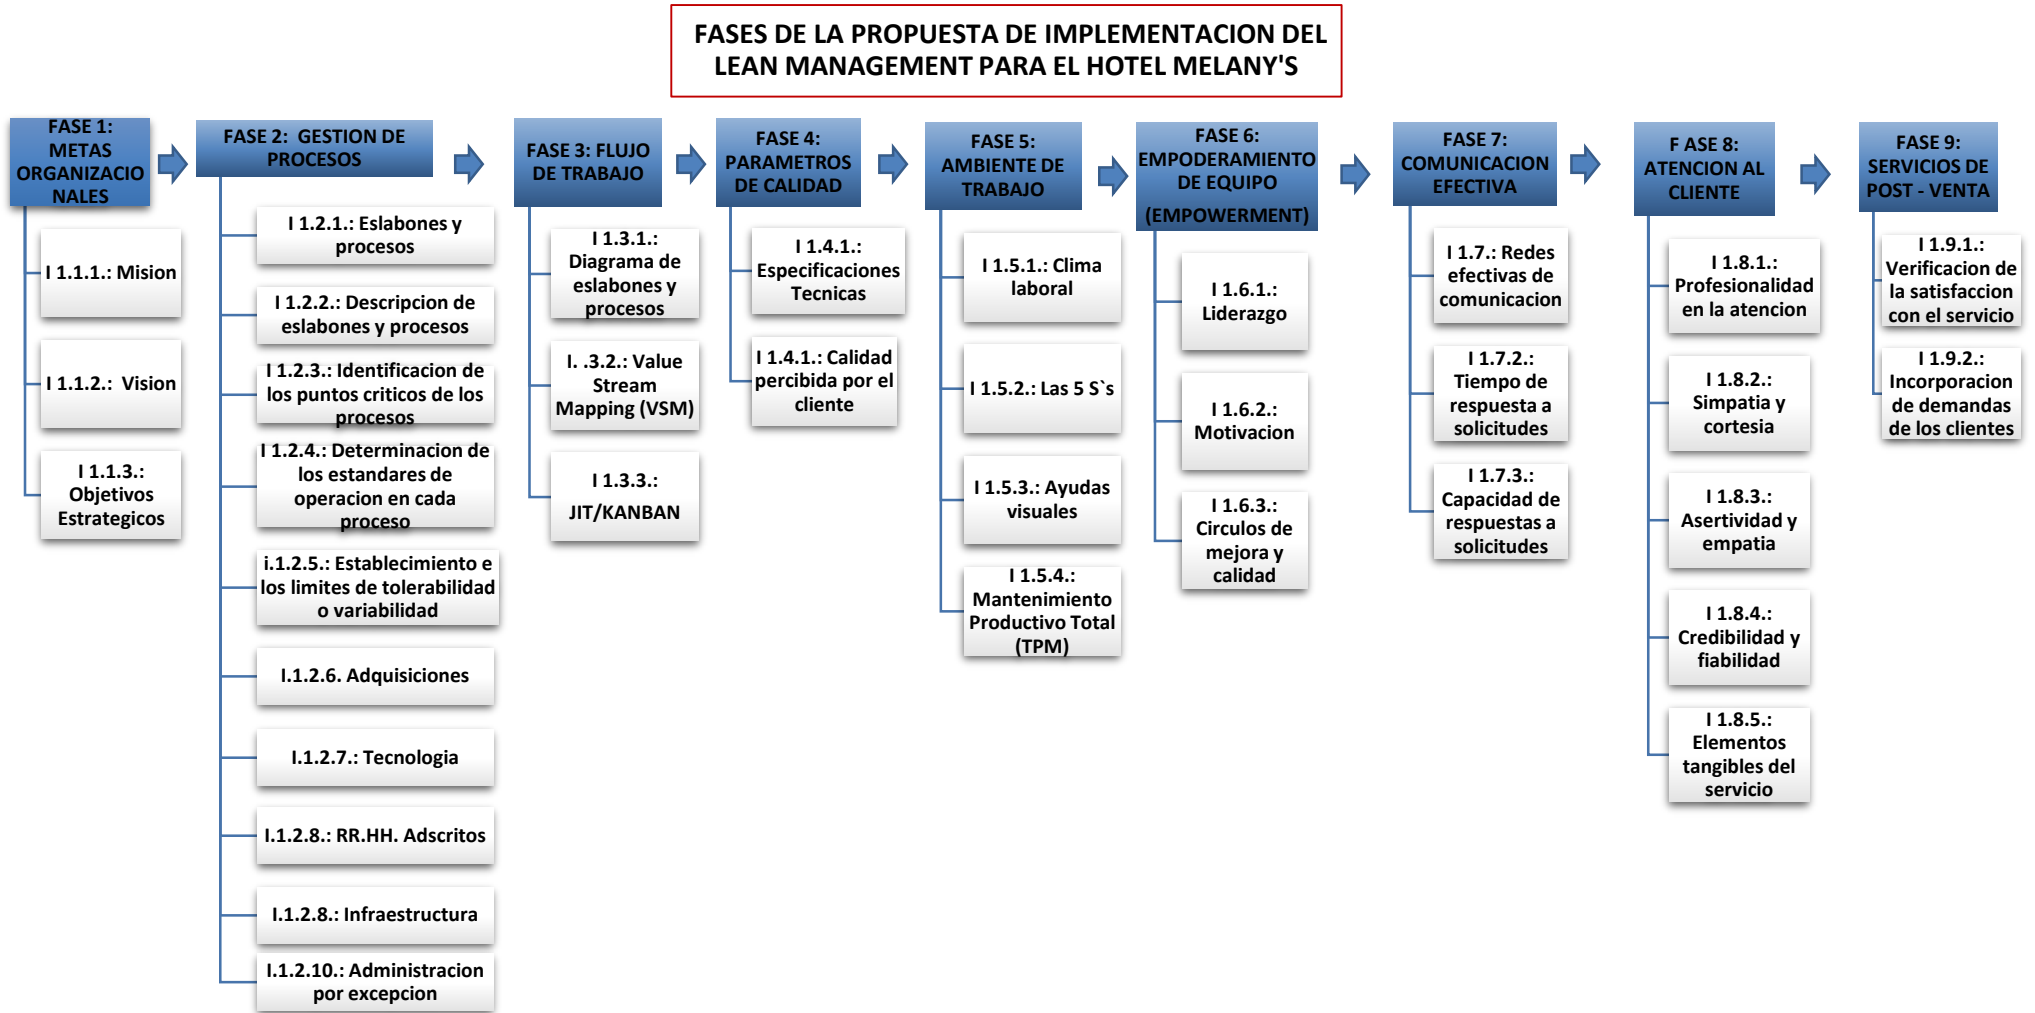 FASES DE LA PROPUESTA DE IMPLEMENTACION DEL
LEAN MANAGEMENT PARA EL HOTEL MELANY'S
FASE 1:
METAS
ORGANIZACIO
NALES
I 1.1.1.: Mision
I 1.1.2.: Vision
I 1.1.3.:
Objetivos
Estrategicos
FASE 2: GESTION DE
PROCESOS
I 1.2.1.: Eslabones y
procesos
I 1.2.2.: Descripcion de
eslabones y procesos
I 1.2.3.: Identificacion de
los puntos criticos de los
procesos
I 1.2.4.: Determinacion de
los estandares de
operacion en cada
proceso
i.1.2.5.: Establecimiento e
los limites de tolerabilidad
o variabilidad
I.1.2.6. Adquisiciones
I.1.2.7.: Tecnologia
I.1.2.8.: RR.HH. Adscritos
I.1.2.8.: Infraestructura
I.1.2.10.: Administracion
por excepcion
FASE 3: FLUJO
DE TRABAJO
I 1.3.1.:
Diagrama de
eslabones y
procesos
I. .3.2.: Value
Stream
Mapping (VSM)
I 1.3.3.:
JIT/KANBAN
FASE 4:
PARAMETROS
DE CALIDAD
I 1.4.1.:
Especificaciones
Tecnicas
I 1.4.1.: Calidad
percibida por el
cliente
FASE 5:
AMBIENTE DE
TRABAJO
I 1.5.1.: Clima
laboral
I 1.5.2.: Las 5 S`s
I 1.5.3.: Ayudas
visuales
I 1.5.4.:
Mantenimiento
Productivo Total
(TPM)
FASE 6:
EMPODERAMIENTO
DE EQUIPO
(EMPOWERMENT)
I 1.6.1.:
Liderazgo
I 1.6.2.:
Motivacion
I 1.6.3.:
Circulos de
mejora y
calidad
FASE 7:
COMUNICACION
EFECTIVA
I 1.7.: Redes
efectivas de
comunicacion
I 1.7.2.:
Tiempo de
respuesta a
solicitudes
I 1.7.3.:
Capacidad de
respuestas a
solicitudes
F ASE 8:
ATENCION AL
CLIENTE
I 1.8.1.:
Profesionalidad
en la atencion
I 1.8.2.:
Simpatia y
cortesia
I 1.8.3.:
Asertividad y
empatia
I 1.8.4.:
Credibilidad y
fiabilidad
I 1.8.5.:
Elementos
tangibles del
servicio
FASE 9:
SERVICIOS DE
POST - VENTA
I 1.9.1.:
Verificacion de
la satisfaccion
con el servicio
I 1.9.2.:
Incorporacion
de demandas
de los clientes